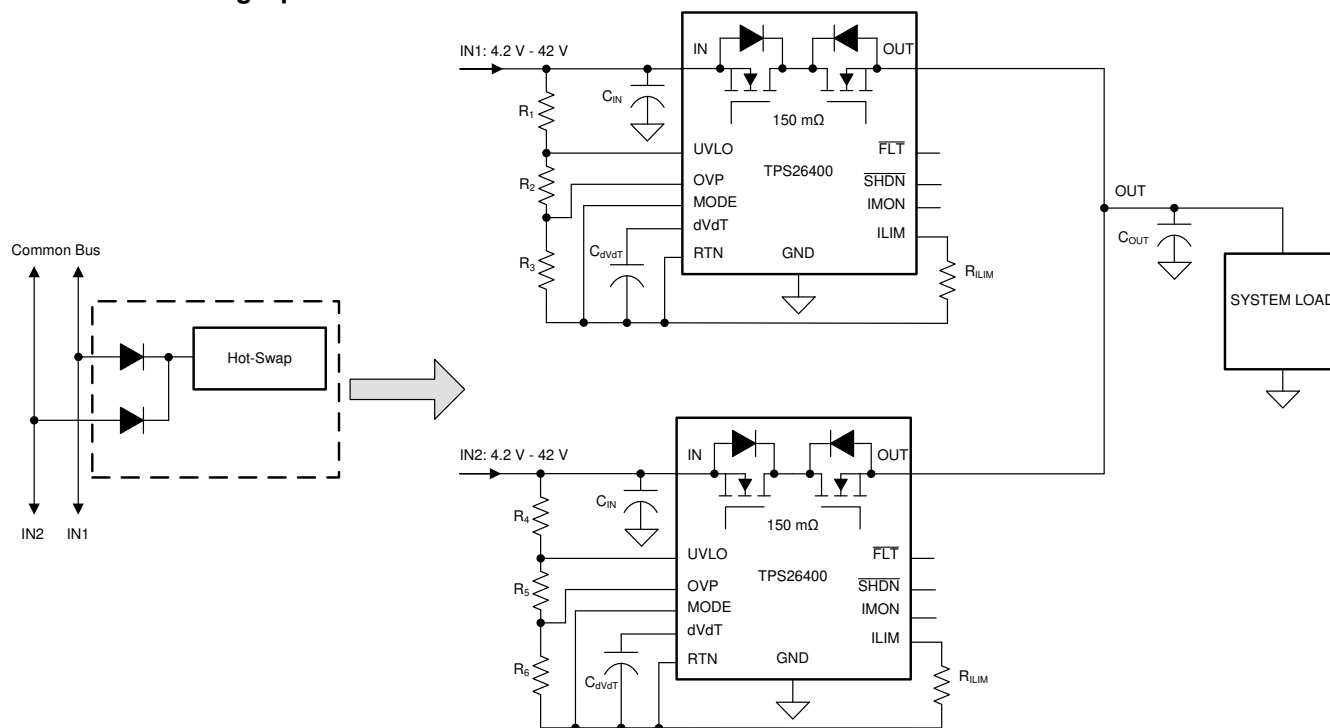 IN1: 4.2 V - 42 V
IN
OUT
C_IN
R_1
150 mΩ
UVLO
FLT
R_2
TPS26400
OVP
SHDN
MODE
IMON
dVdT
ILIM
R_3
C_dVdT
RTN
GND
R_ILIM
OUT
C_OUT
SYSTEM LOAD
Common Bus
Hot-Swap
IN2
IN1
IN2: 4.2 V - 42 V
IN
OUT
C_IN
R_4
150 mΩ
UVLO
FLT
R_5
TPS26400
OVP
SHDN
MODE
IMON
dVdT
ILIM
R_6
C_dVdT
RTN
GND
R_ILIM